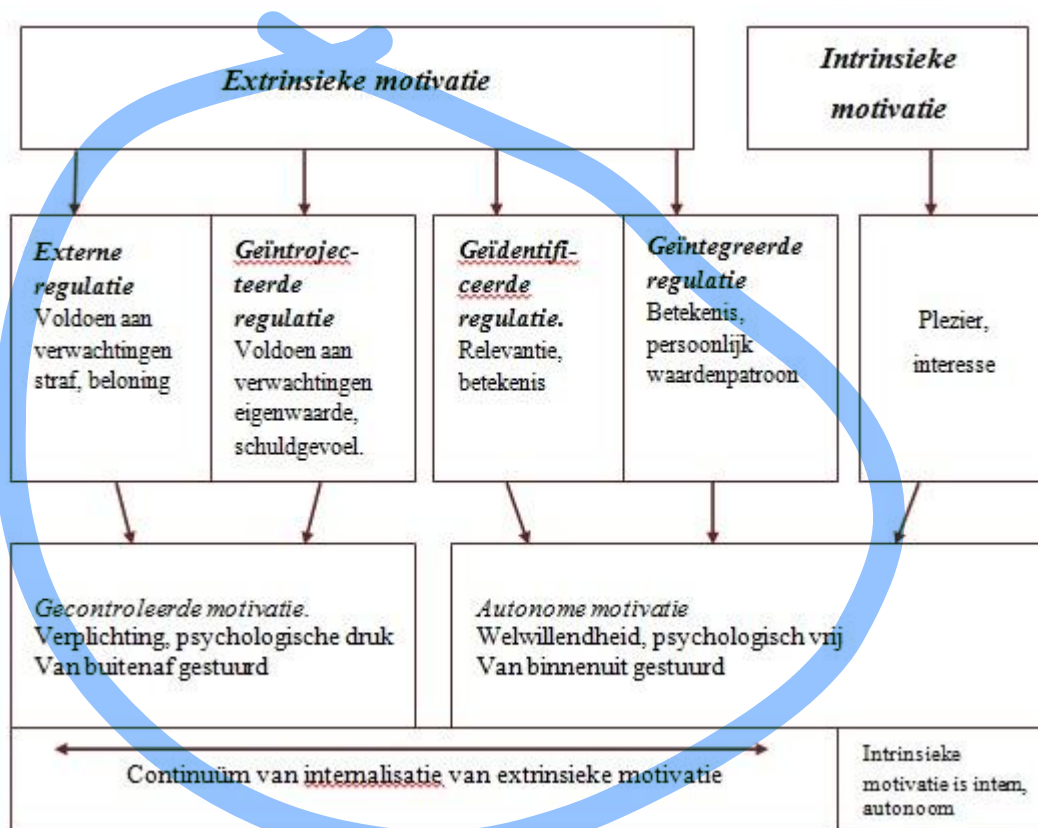 Extrinsieke motivatie
Intrinsieke
motivatie
Externe
regulatie
Voldoen aan
verwachtingen
straf, beloning
Geïntrojec-
teerde
regulatie
Voldoen aan
verwachtingen
eigenwaarde,
schuldgevoel.
Geïdentifi-
ceerde
regulatie.
Relevantie,
betekenis
Geïntegreerde
regulatie
Betekenis,
persoonlijk
waardenpatroon
Plezier,
interesse
Gecontroleerde motivatie.
Verplichting, psychologische druk
Van buitenaf gestuurd
Autonome motivatie
Welwillendheid, psychologisch vrij
Van binnenuit gestuurd
Continuüm van internalisatie van extrinsieke motivatie
Intrinsieke
motivatie is intern,
autonoom